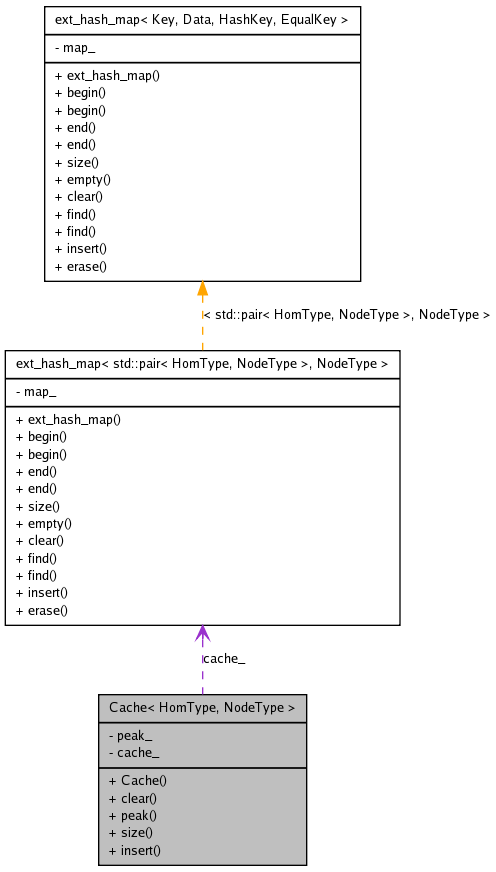 ext_hash_map< Key, Data, HashKey, EqualKey >
- map_
+ ext_hash_map()
+ begin()
+ begin()
+ end()
+ end()
+ size()
+ empty()
+ clear()
+ find()
+ find()
+ insert()
+ erase()
< std::pair< HomType, NodeType >, NodeType >
ext_hash_map< std::pair< HomType, NodeType >, NodeType >
- map_
+ ext_hash_map()
+ begin()
+ begin()
+ end()
+ end()
+ size()
+ empty()
+ clear()
+ find()
+ find()
+ insert()
+ erase()
cache_
Cache< HomType, NodeType >
- peak_
- cache_
+ Cache()
+ clear()
+ peak()
+ size()
+ insert()